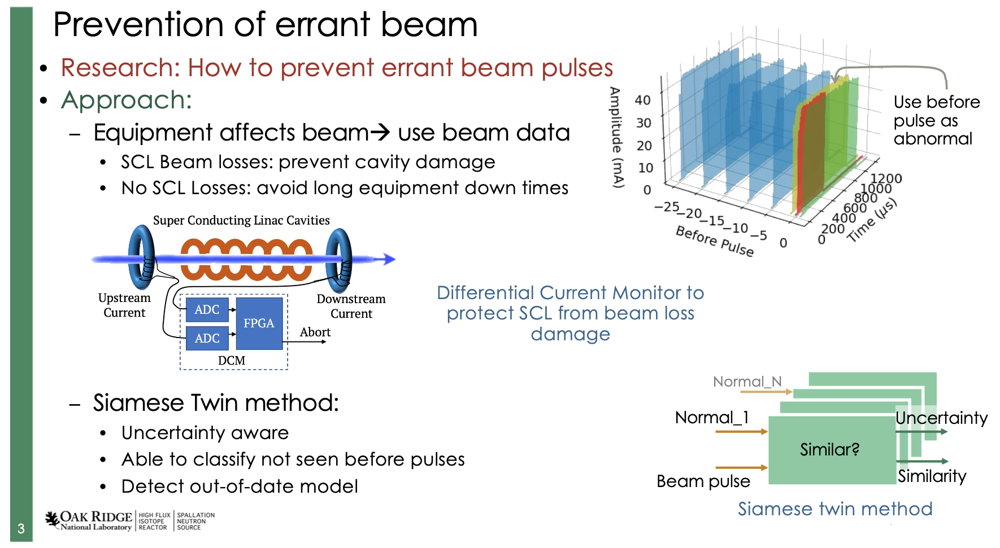 Prevention of errant beam
• Research: How to prevent errant beam pulses
• Approach:
– Equipment affects beam→ use beam data
• SCL Beam losses: prevent cavity damage
• No SCL Losses: avoid long equipment down times
Super Conducting Linac Cavities
Upstream
Current
Downstream
Current
ADC
ADC
FPGA
Abort
DCM
Amplitude (mA)
40
30
20
10
0
−25
−20
−15
−10
−5
0
Before Pulse
0
200
400
600
800
1000
1200
Time (μs)
Use before
pulse as
abnormal
Differential Current Monitor to
protect SCL from beam loss
damage
– Siamese Twin method:
• Uncertainty aware
• Able to classify not seen before pulses
• Detect out-of-date model
Normal_N
Normal_1
Beam pulse
Similar?
Uncertainty
Similarity
Siamese twin method
3
OAK RIDGE
National Laboratory
HIGH FLUX
ISOTOPE
REACTOR
SPALLATION
NEUTRON
SOURCE